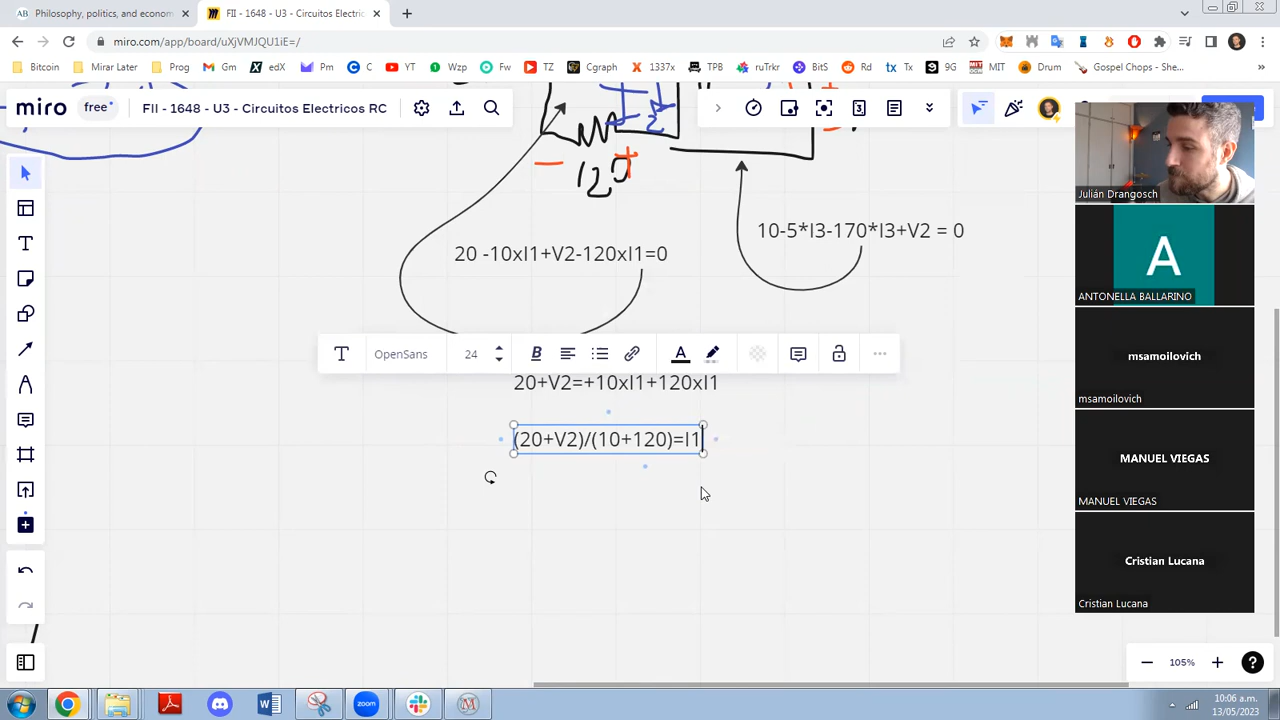 Philosophy, politics, and econom
FII - 1648 - U3 - Circuitos Electric
miro.com/app/board/uXjVMJQU1iE=/
Bitcoin Mirar Later Prog Gm edX Pm C YT Wz Qw Fw TZ Cgraph 1337x TPB ruTrkr BtB Rd Tx 9G MIT Drum Gospel Chops - She...
miro free FII - 1648 - U3 - Circuitos Electricos RC
120
20 -10xI1+V2-120xI1=0
10-5*I3-170*I3+V2 = 0
OpenSans 24 B A
20+V2=+10xI1+120xI1
(20+V2)/(10+120)=I1
Julián Drangosch
A
ANTONELLA BALLARINO
msamoilovich
msamoilovich
MANUEL VIEGAS
MANUEL VIEGAS
Cristian Lucana
Cristian Lucana
105%
zoom
10:06 a.m.
13/05/2023